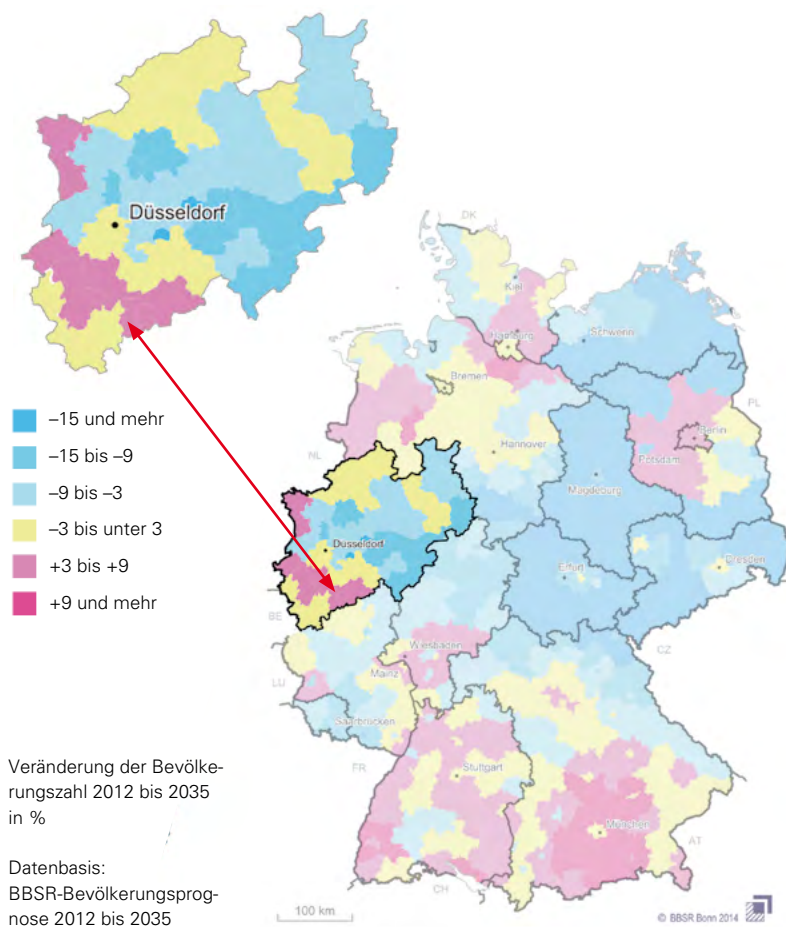 Düsseldorf
–15 und mehr
–15 bis –9
–9 bis –3
–3 bis unter 3
+3 bis +9
+9 und mehr
DK
Kiel
Hamburg
Schwerin
Bremen
PL
Berlin
NL
Hannover
Potsdam
Magdeburg
Düsseldorf
Erfurt
Dresden
BE
Wiesbaden
CZ
Mainz
LU
Saarbrücken
FR
Stuttgart
München
AT
CH
Veränderung der Bevölke-
rungszahl 2012 bis 2035
in %
Datenbasis:
BBSR-Bevölkerungsprog-
nose 2012 bis 2035
100 km
© BBSR Bonn 2014